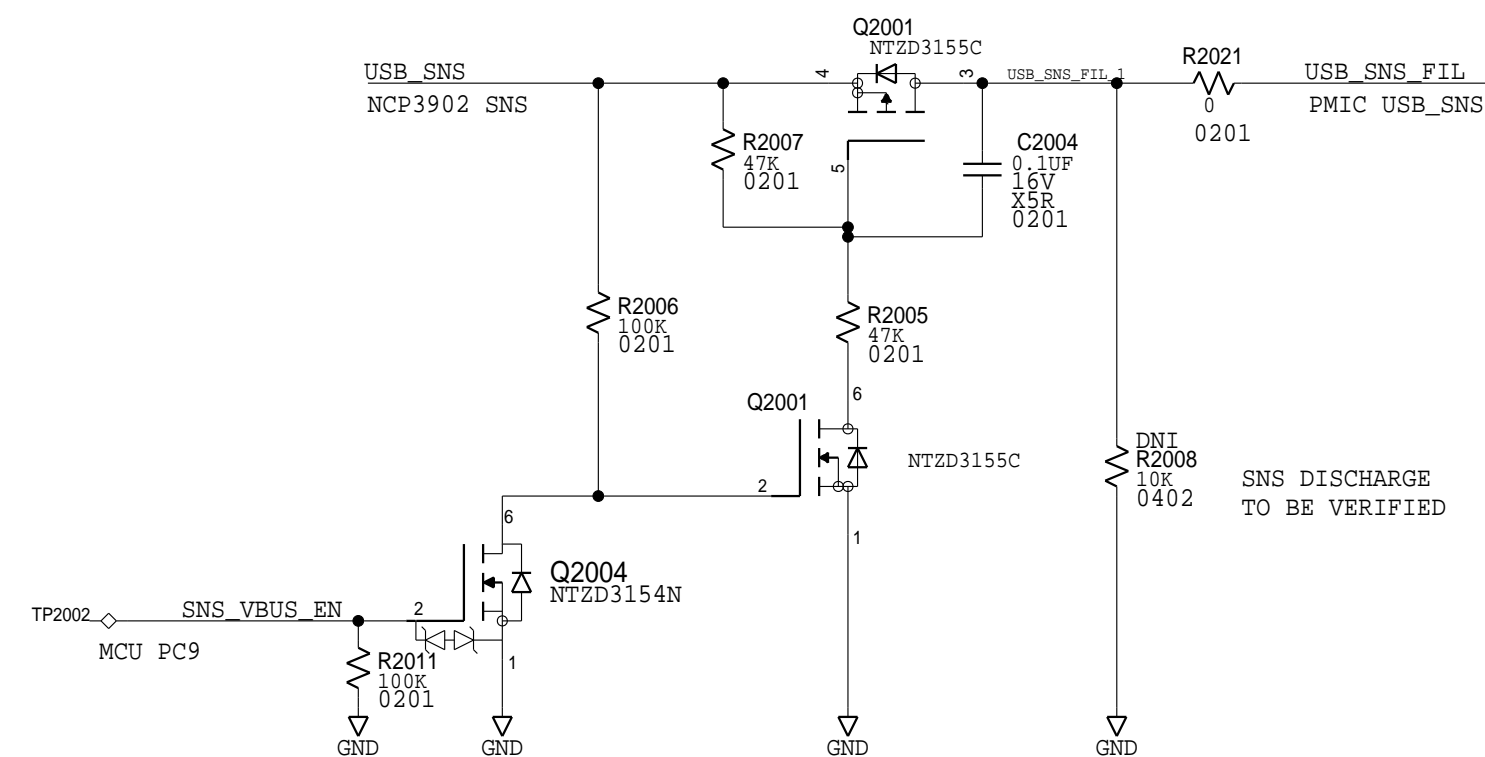 Q2001
NTZD3155C
R2021
USB_SNS
4
3
USB_SNS_FIL_1
USB_SNS_FIL
NCP3902 SNS
0
PMIC USB_SNS
0201
R2007
47K
0201
5
C2004
0.1UF
16V
X5R
0201
R2006
100K
0201
R2005
47K
0201
Q2001
6
NTZD3155C
2
1
DNI
R2008
10K
0402
SNS DISCHARGE
TO BE VERIFIED
6
Q2004
NTZD3154N
TP2002
SNS_VBUS_EN
2
MCU PC9
1
R2011
100K
0201
GND
GND
GND
GND